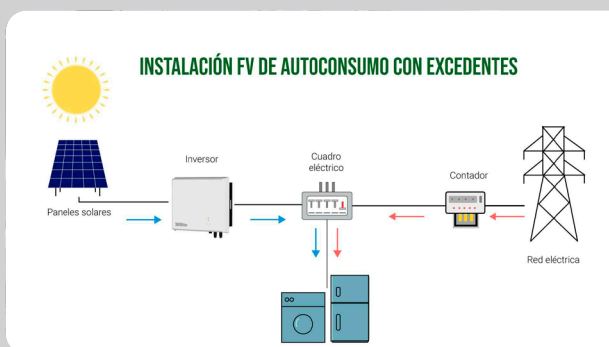 INSTALACIÓN FV DE AUTOCONSUMO CON EXCEDENTES
Inversor
Cuadro
eléctrico
Contador
Paneles solares
Red eléctrica